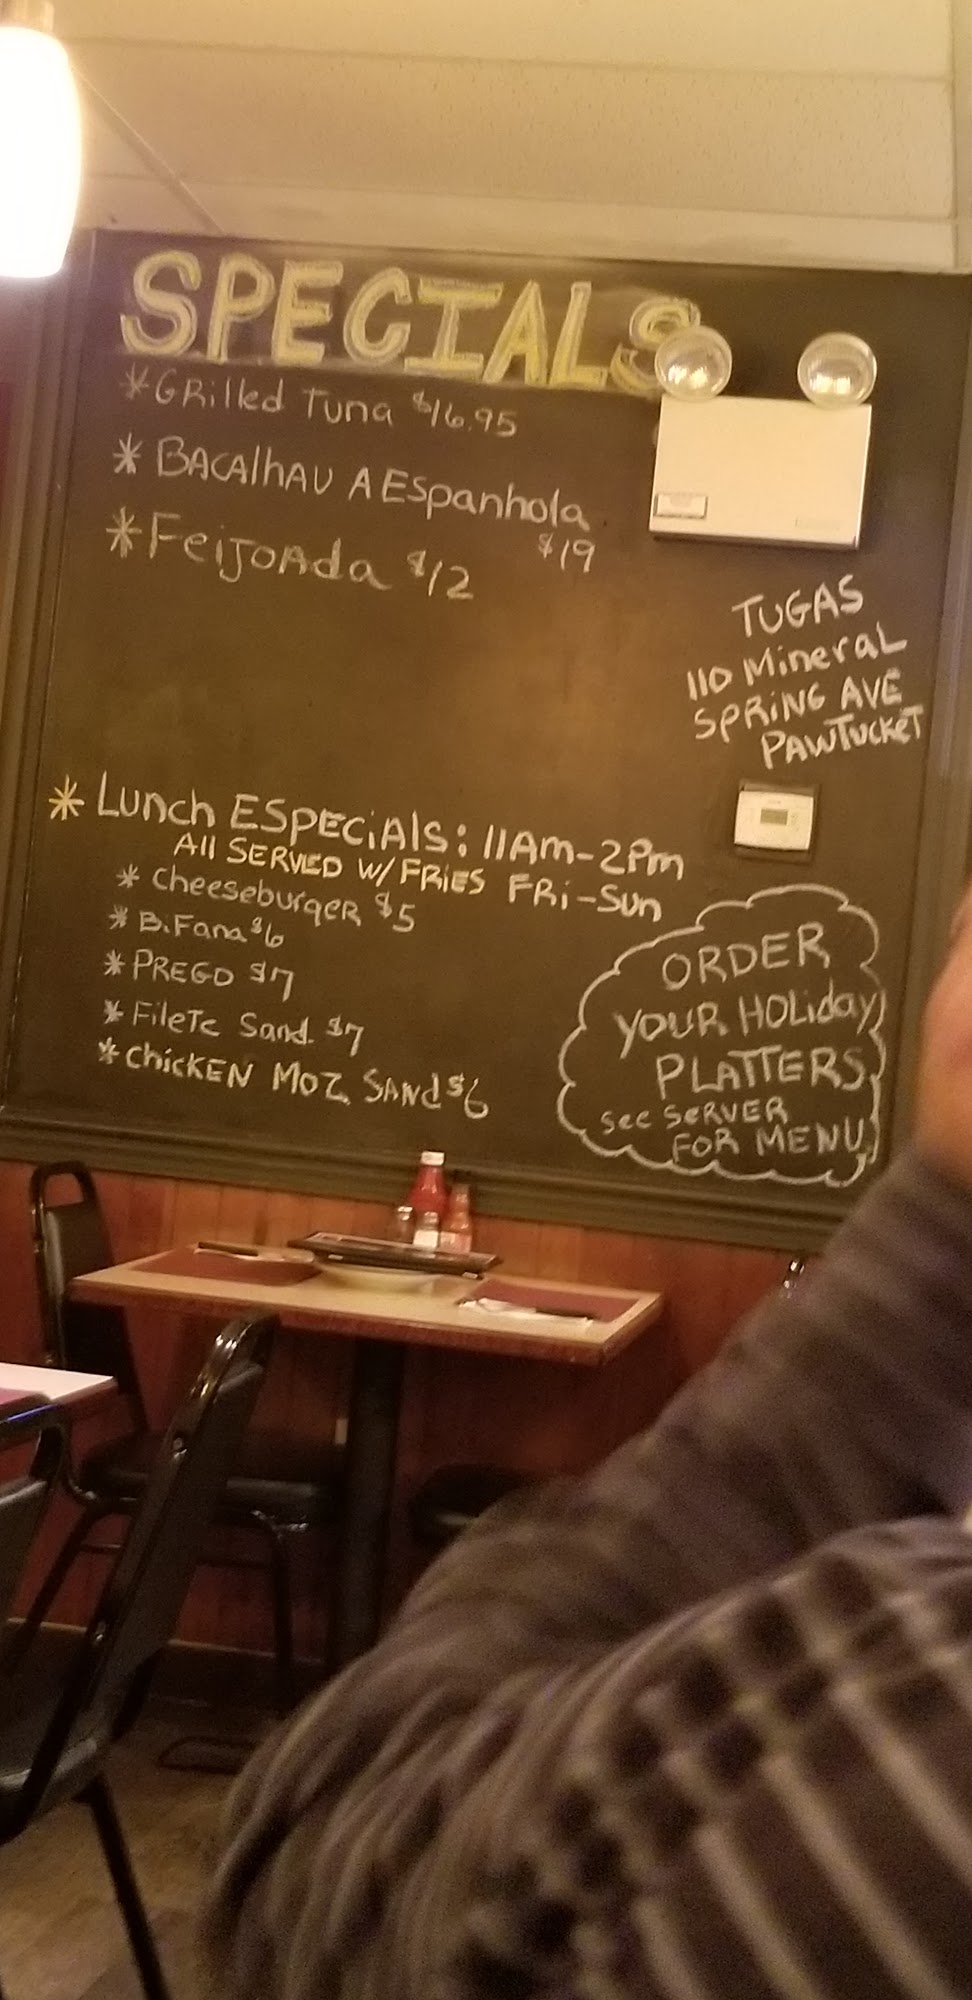 SPECIALS
*GRilled TUNA $16.95
* BACAlHAU A Espanhola
$19
*FeiJOAda $12
TUGAS
110 MineraL
SPRiNG AVE
PAWTUCKeT
* LUNCH ESPECiAlS: 11Am-2Pm
All SERVED W/ FRiES FRi-Sun
* Cheeseburger $5
* BiFana $6
* PREGO $7
* FileTe Sand. $7
* ChicKEN MOZ SANd $6
ORDER
YOUR HOLiday
PLATTERS
See SeRVER
FOR MENU